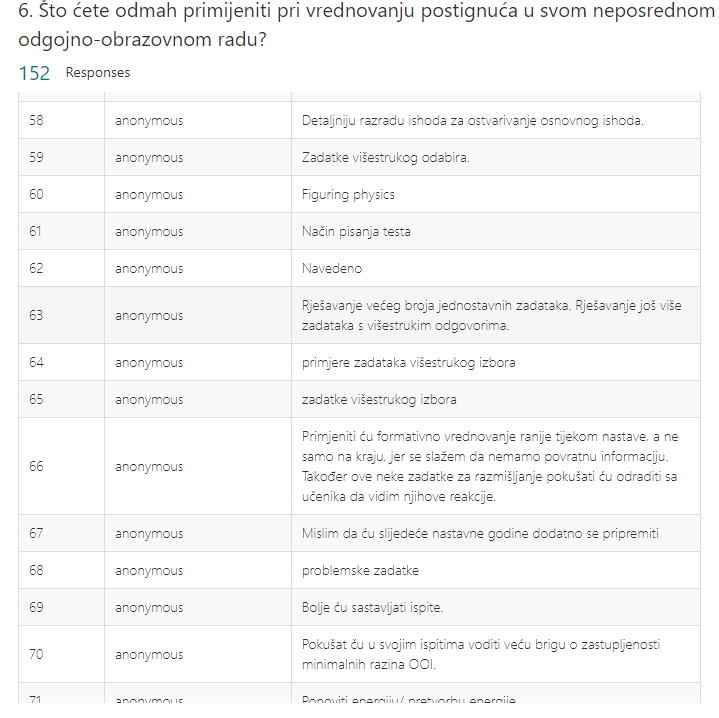 6. Što ćete odmah primijeniti pri vrednovanju postignuća u svom neposrednom
odgojno-obrazovnom radu?
152 Responses
58 anonymous Detaljniju razradu ishoda za ostvarivanje osnovnog ishoda.
59 anonymous Zadatke višestrukog odabira.
60 anonymous Figuring physics
61 anonymous Način pisanja testa
62 anonymous Navedeno
63 anonymous Rješavanje većeg broja jednostavnih zadataka. Rješavanje još više
zadataka s višestrukim odgovorima.
64 anonymous primjere zadataka višestrukog izbora
65 anonymous zadatke višestrukog izbora
66 anonymous Primjeniti ću formativno vrednovanje ranije tijekom nastave, a ne
samo na kraju, jer se slažem da nemamo povratnu informaciju.
Također ove neke zadatke za razmišljanje pokušati ću odraditi sa
učenika da vidim njihove reakcije.
67 anonymous Mislim da ću slijedeće nastavne godine dodatno se pripremiti
68 anonymous problemske zadatke
69 anonymous Bolje ću sastavljati ispite.
70 anonymous Pokušat ču u svojim ispitima voditi veću brigu o zastupljenosti
minimalnih razina OOI.
71 anonymous Ponoviti energiju/ pretvorbu energije